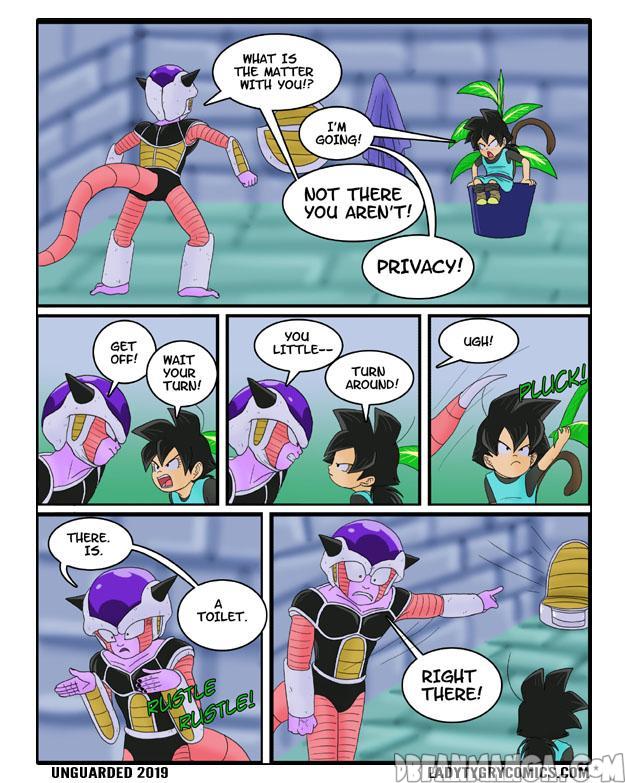 WHAT IS
THE MATTER
WITH YOU!?
I'M
GOING!
NOT THERE
YOU AREN'T!
PRIVACY!
GET
OFF!
WAIT
YOUR
TURN!
YOU
LITTLE--
TURN
AROUND!
UGH!
PLUCK!
THERE.
IS.
A
TOILET.
RUSTLE
RUSTLE!
RIGHT
THERE!
UNGUARDED 2019
LADYTYGRYCOMICS.COM
DBFANMANGA.COM